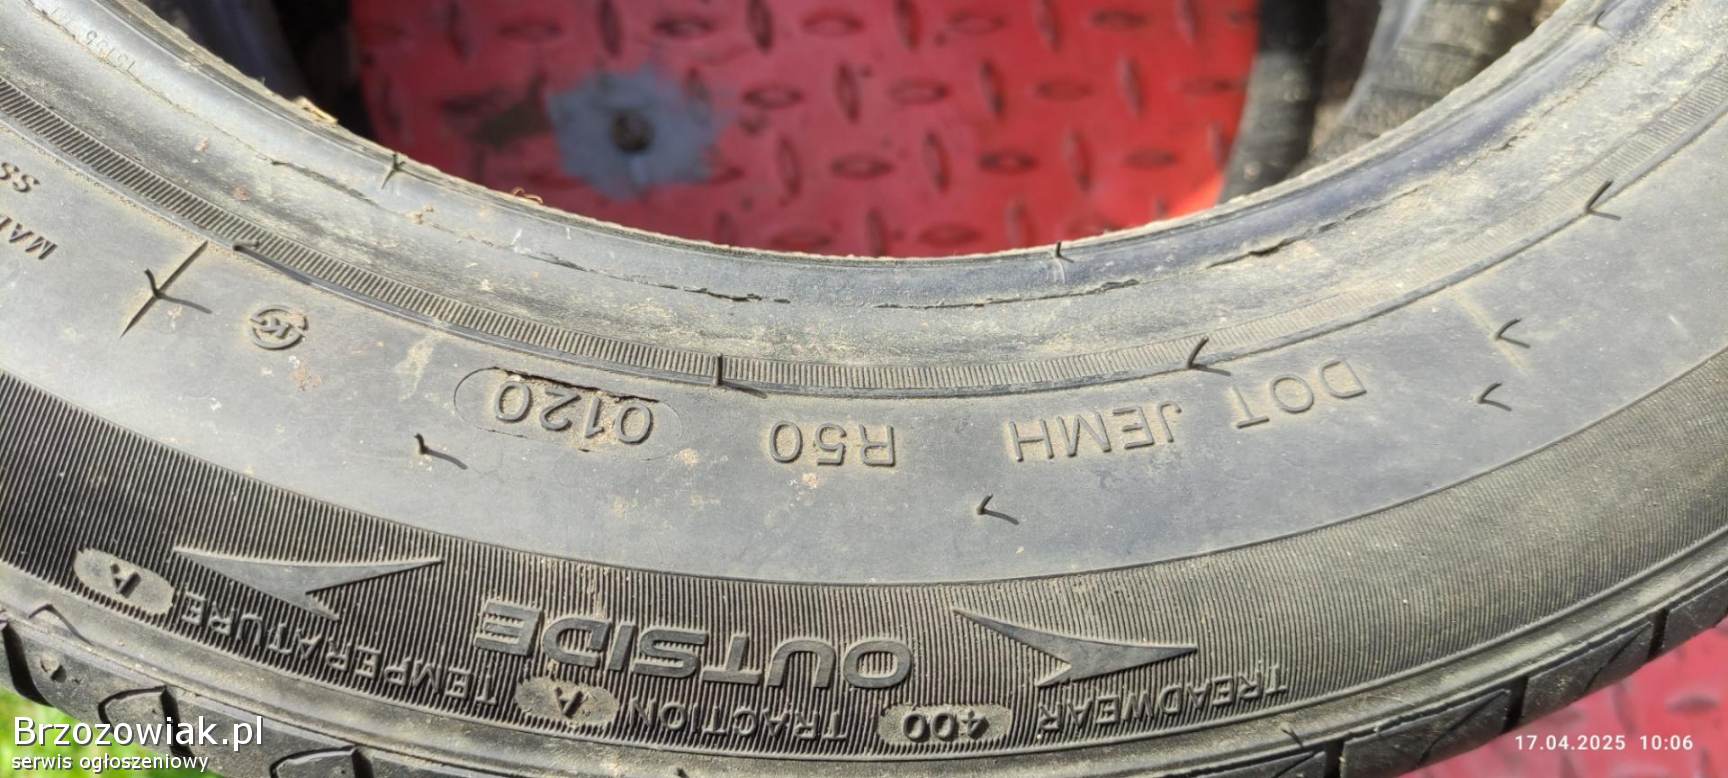 DOT JEMH R50 0120
K
TREADWEAR 400 TRACTION A TEMPERATURE A
OUTSIDE
Brzozowiak.pl
serwis ogłoszeniowy
17.04.2025 10:06